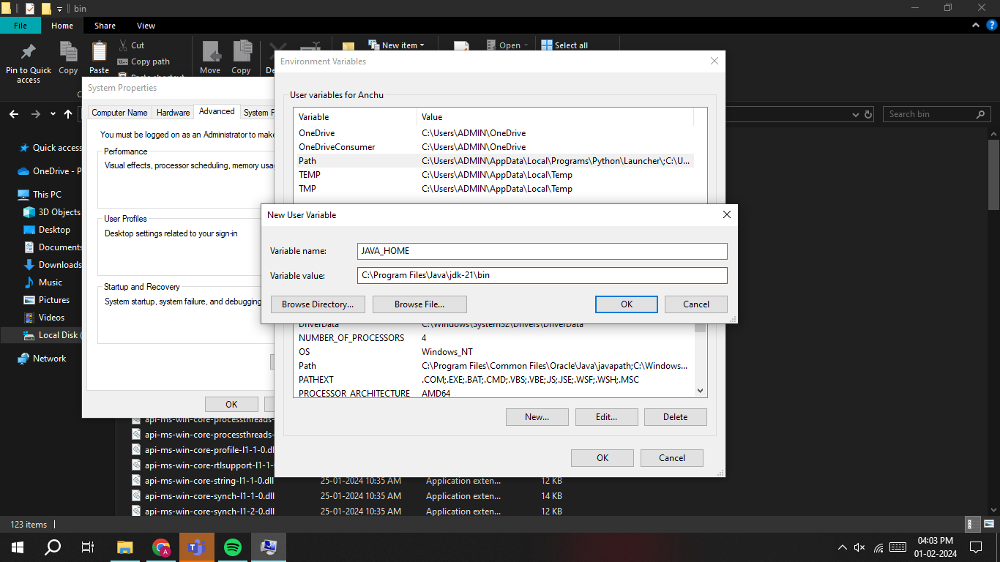 bin
File Home Share View
Pin to Quick access
Copy
Paste
Cut
Copy path
Paste shortcut
Move
Copy
New item
Open
Select all
Search bin
Quick access
OneDrive - P
This PC
3D Objects
Desktop
Documents
Downloads
Music
Pictures
Videos
Local Disk (
Network
System Properties
Computer Name Hardware Advanced System P
You must be logged on as an Administrator to make
Performance
Visual effects, processor scheduling, memory usa
User Profiles
Desktop settings related to your sign-in
Startup and Recovery
System startup, system failure, and debugging
OK
Environment Variables
User variables for Anchu
Variable Value
OneDrive C:\Users\ADMIN\OneDrive
OneDriveConsumer C:\Users\ADMIN\OneDrive
Path C:\Users\ADMIN\AppData\Local\Programs\Python\Launcher\;C:\U...
TEMP C:\Users\ADMIN\AppData\Local\Temp
TMP C:\Users\ADMIN\AppData\Local\Temp
New User Variable
Variable name: JAVA_HOME
Variable value: C:\Program Files\Java\jdk-21\bin
Browse Directory... Browse File... OK Cancel
DriverData C:\Windows\System32\Drivers\DriverData
NUMBER_OF_PROCESSORS 4
OS Windows_NT
Path C:\Program Files\Common Files\Oracle\Java\javapath;C:\Windows...
PATHEXT .COM;.EXE;.BAT;.CMD;.VBS;.VBE;.JS;.JSE;.WSF;.WSH;.MSC
PROCESSOR_ARCHITECTURE AMD64
New... Edit... Delete
OK Cancel
api-ms-win-core-processthreads-
api-ms-win-core-processthreads-
api-ms-win-core-profile-l1-1-0.dll
api-ms-win-core-rtlsupport-l1-1-
api-ms-win-core-string-l1-1-0.dll 25-01-2024 10:35 AM Application exten... 12 KB
api-ms-win-core-synch-l1-1-0.dll 25-01-2024 10:35 AM Application exten... 14 KB
api-ms-win-core-synch-l1-2-0.dll 25-01-2024 10:35 AM Application exten... 12 KB
123 items
04:03 PM
01-02-2024